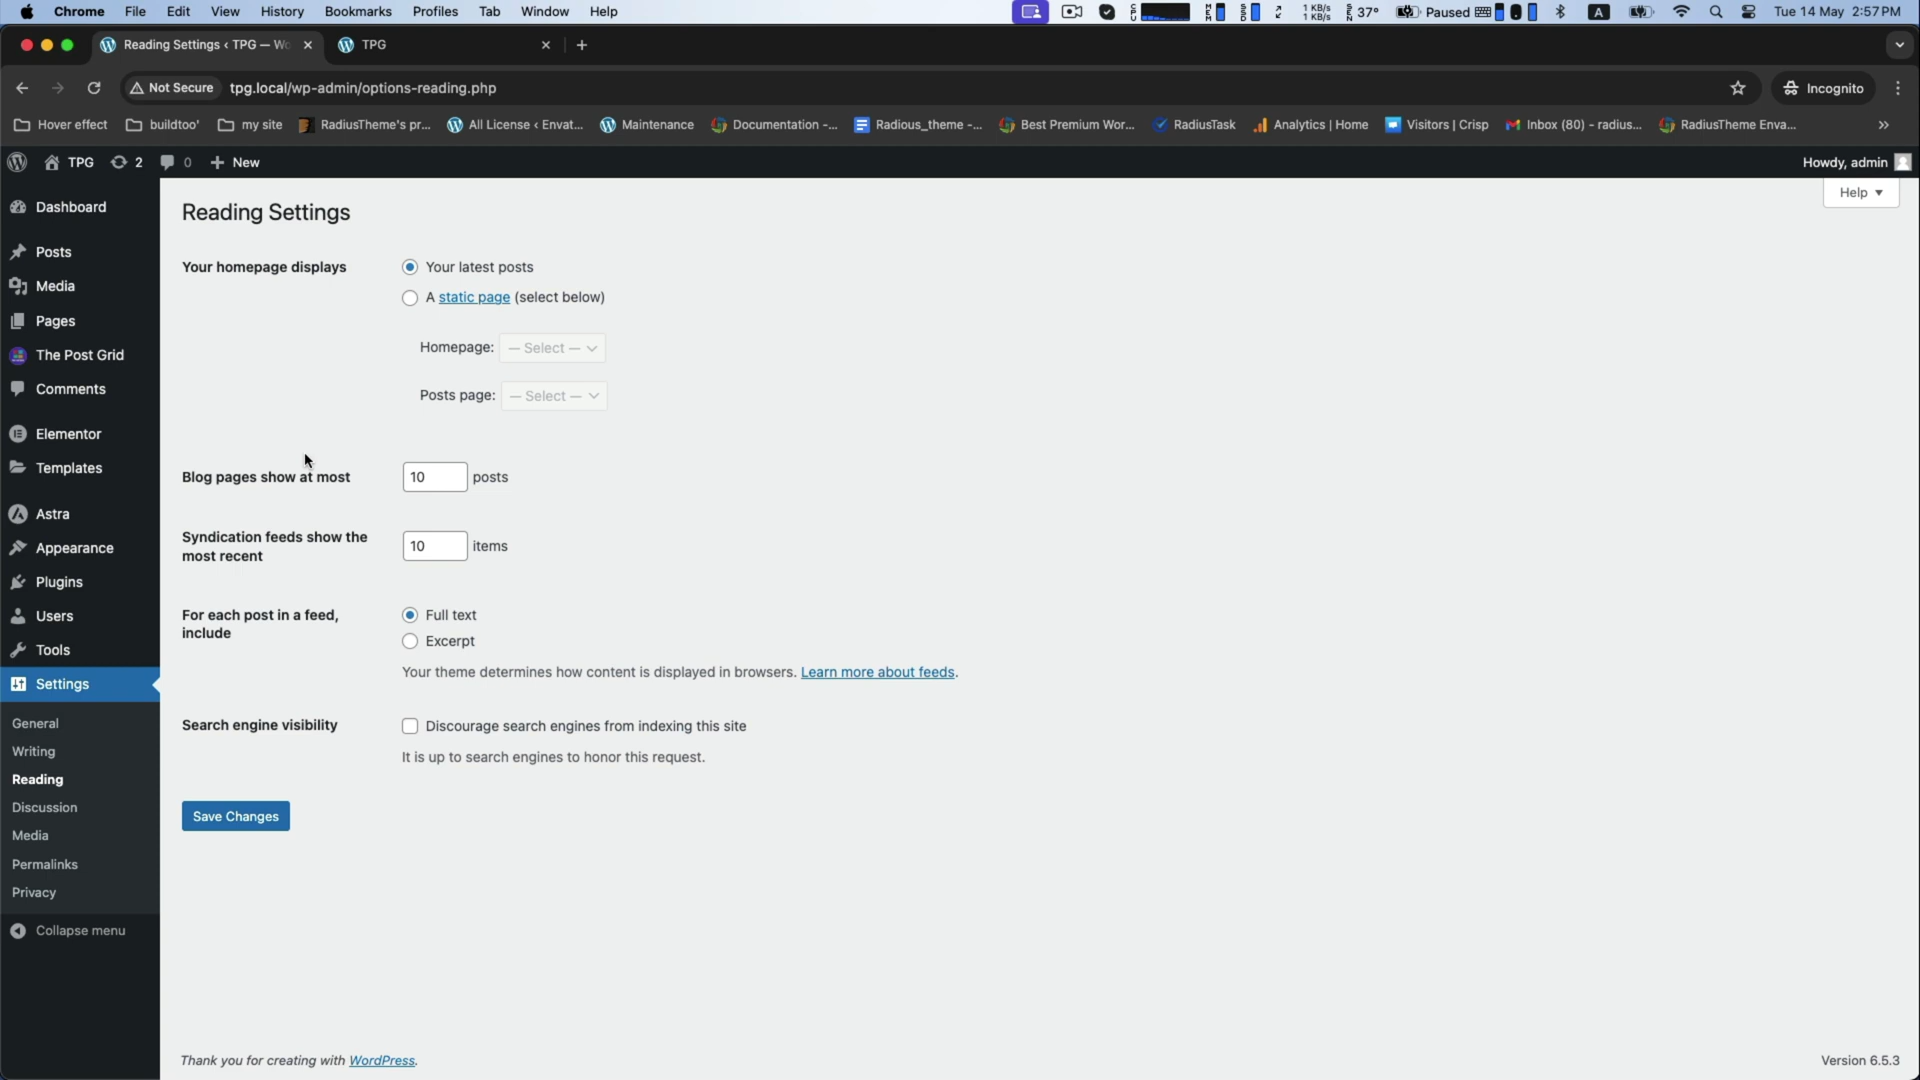 Chrome File Edit View History Bookmarks Profiles Tab Window Help 1 KB/s 1 KB/s 37° Paused A Tue 14 May 2:57 PM
Reading Settings ‹ TPG — Wo TPG
Not Secure tpg.local/wp-admin/options-reading.php Incognito
Hover effect buildtoo' my site RadiusTheme's pr... All License ‹ Envat... Maintenance Documentation -... Radious_theme -... Best Premium Wor... RadiusTask Analytics | Home Visitors | Crisp Inbox (80) - radius... RadiusTheme Enva... »
TPG 2 0 + New Howdy, admin
Help
Dashboard
Posts
Media
Pages
The Post Grid
Comments
Elementor
Templates
Astra
Appearance
Plugins
Users
Tools
Settings
General
Writing
Reading
Discussion
Media
Permalinks
Privacy
Collapse menu
Reading Settings
Your homepage displays Your latest posts
A static page (select below)
Homepage: — Select —
Posts page: — Select —
Blog pages show at most 10 posts
Syndication feeds show the most recent 10 items
For each post in a feed, include Full text
Excerpt
Your theme determines how content is displayed in browsers. Learn more about feeds.
Search engine visibility Discourage search engines from indexing this site
It is up to search engines to honor this request.
Save Changes
Thank you for creating with WordPress. Version 6.5.3